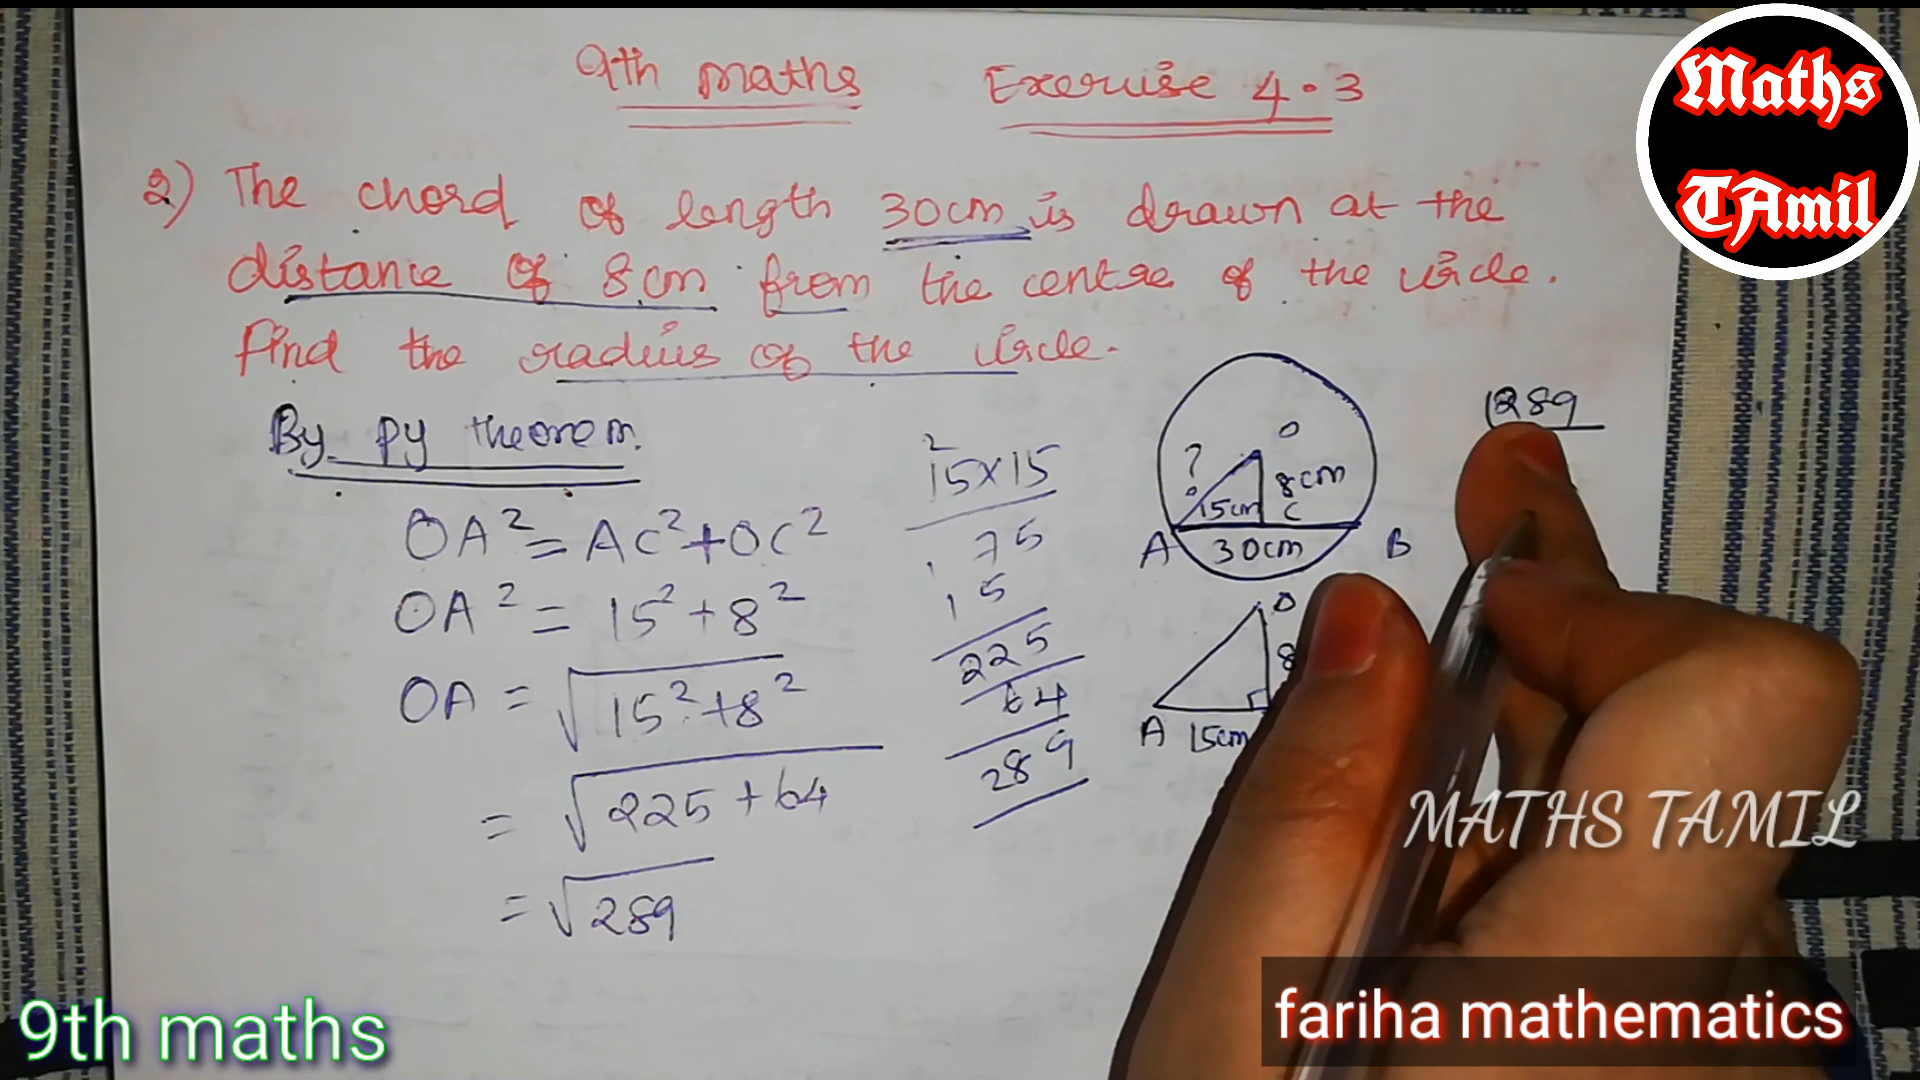 9th maths Exercise 4.3
2) The chord of length 30cm is drawn at the
distance of 8cm from the centre of the circle.
Find the radius of the circle.
By py theorem.
OA² = AC² + OC²
OA² = 15² + 8²
OA = √15² + 8²
= √225 + 64
= √289
2
15×15
75
15
225
64
289
O
?
8cm
15cm C
A 30cm B
O
8
A 15cm
289
Maths
TAmil
MATHS TAMIL
fariha mathematics
9th maths